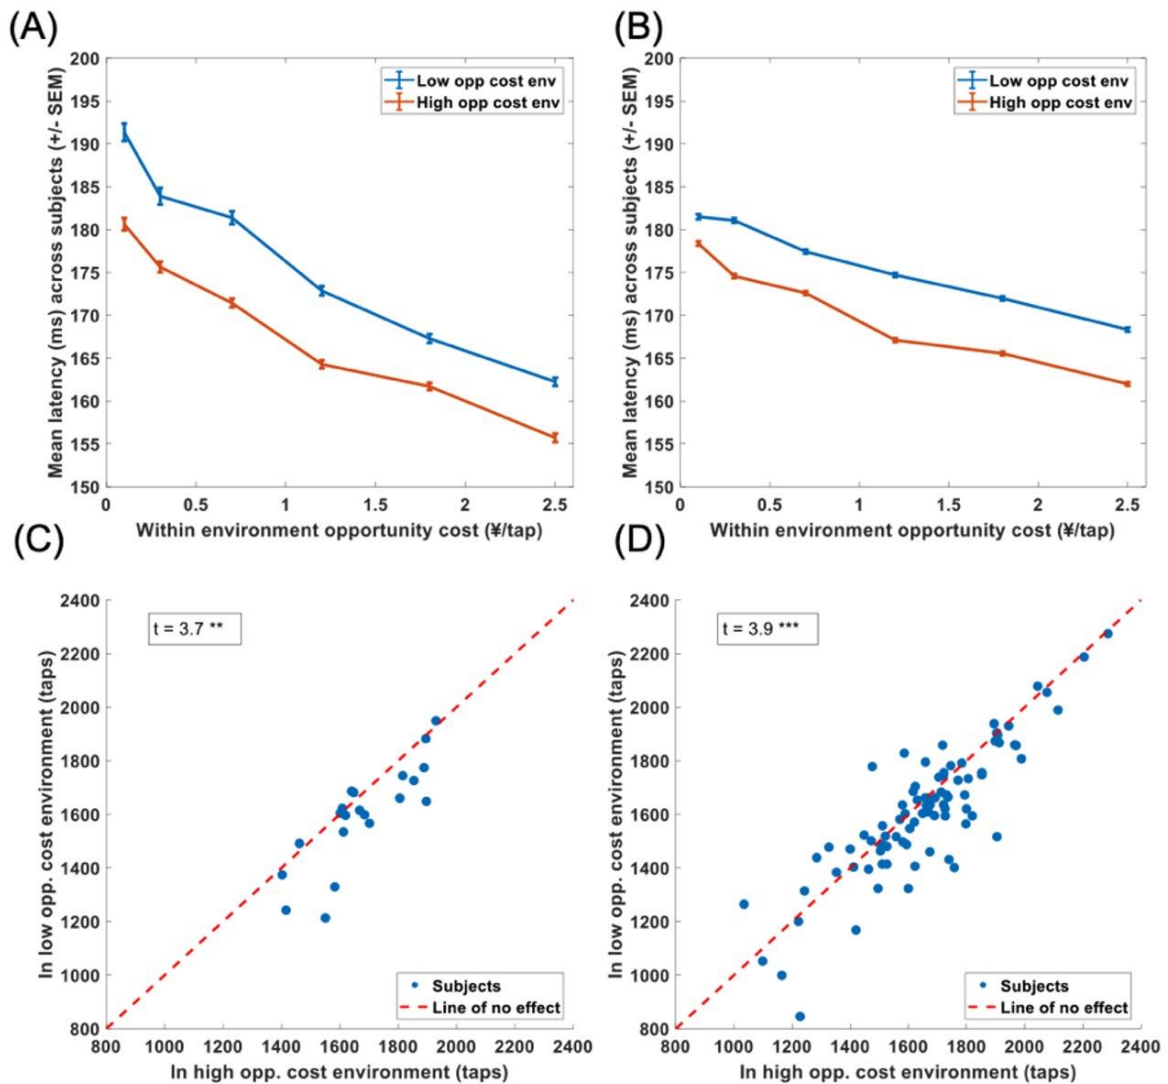 (A)
Mean latency (ms) across subjects (+/- SEM)
200
195
190
185
180
175
170
165
160
155
150
Low opp cost env
High opp cost env
0 0.5 1 1.5 2 2.5
Within environment opportunity cost (¥/tap)
(B)
Mean latency (ms) across subjects (+/- SEM)
200
195
190
185
180
175
170
165
160
155
150
Low opp cost env
High opp cost env
0 0.5 1 1.5 2 2.5
Within environment opportunity cost (¥/tap)
(C)
In low opp. cost environment (taps)
2400
2200
2000
1800
1600
1400
1200
1000
800
t = 3.7 **
Subjects
Line of no effect
800 1000 1200 1400 1600 1800 2000 2200 2400
In high opp. cost environment (taps)
(D)
In low opp. cost environment (taps)
2400
2200
2000
1800
1600
1400
1200
1000
800
t = 3.9 ***
Subjects
Line of no effect
800 1000 1200 1400 1600 1800 2000 2200 2400
In high opp. cost environment (taps)